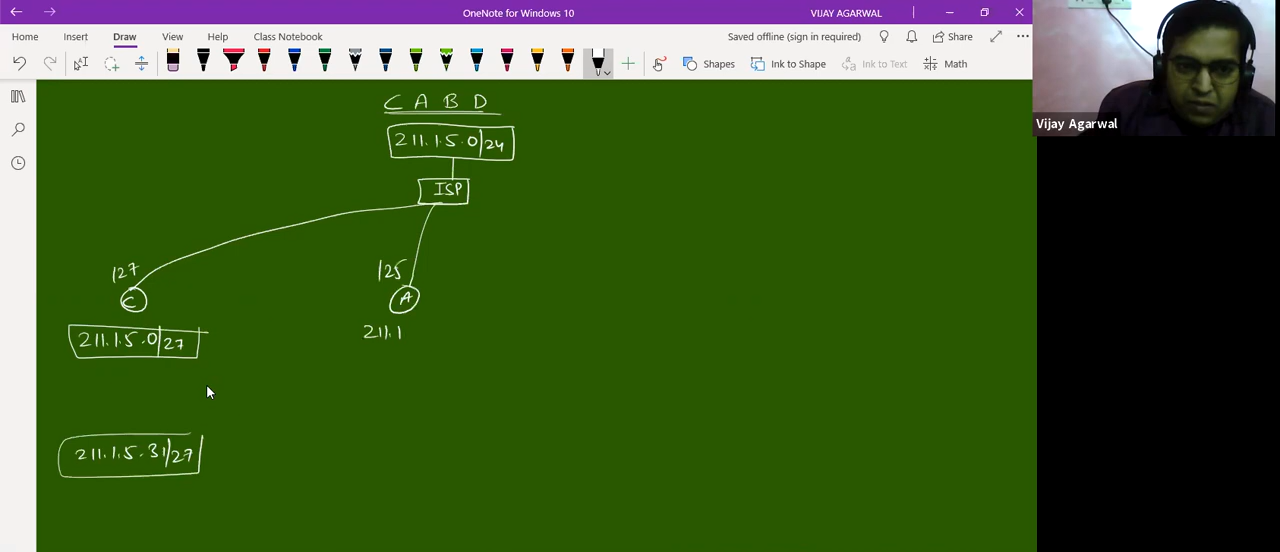 OneNote for Windows 10
VIJAY AGARWAL
Home Insert Draw View Help Class Notebook
Saved offline (sign in required) Share
Shapes Ink to Shape Ink to Text Math
Vijay Agarwal
C A B D
211.1.5.0/24
ISP
/27
/25
C
A
211.1.5.0/27
211.1
211.1.5.31/27